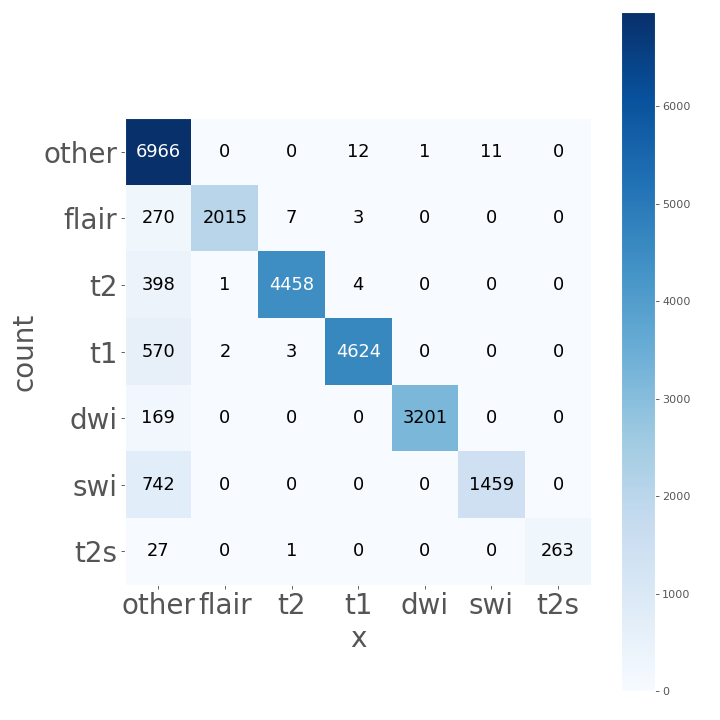 other 6966 0 0 12 1 11 0
flair 270 2015 7 3 0 0 0
t2 398 1 4458 4 0 0 0
t1 570 2 3 4624 0 0 0
dwi 169 0 0 0 3201 0 0
swi 742 0 0 0 0 1459 0
t2s 27 0 1 0 0 0 263
other flair t2 t1 dwi swi t2s
x
count
6000
5000
4000
3000
2000
1000
0